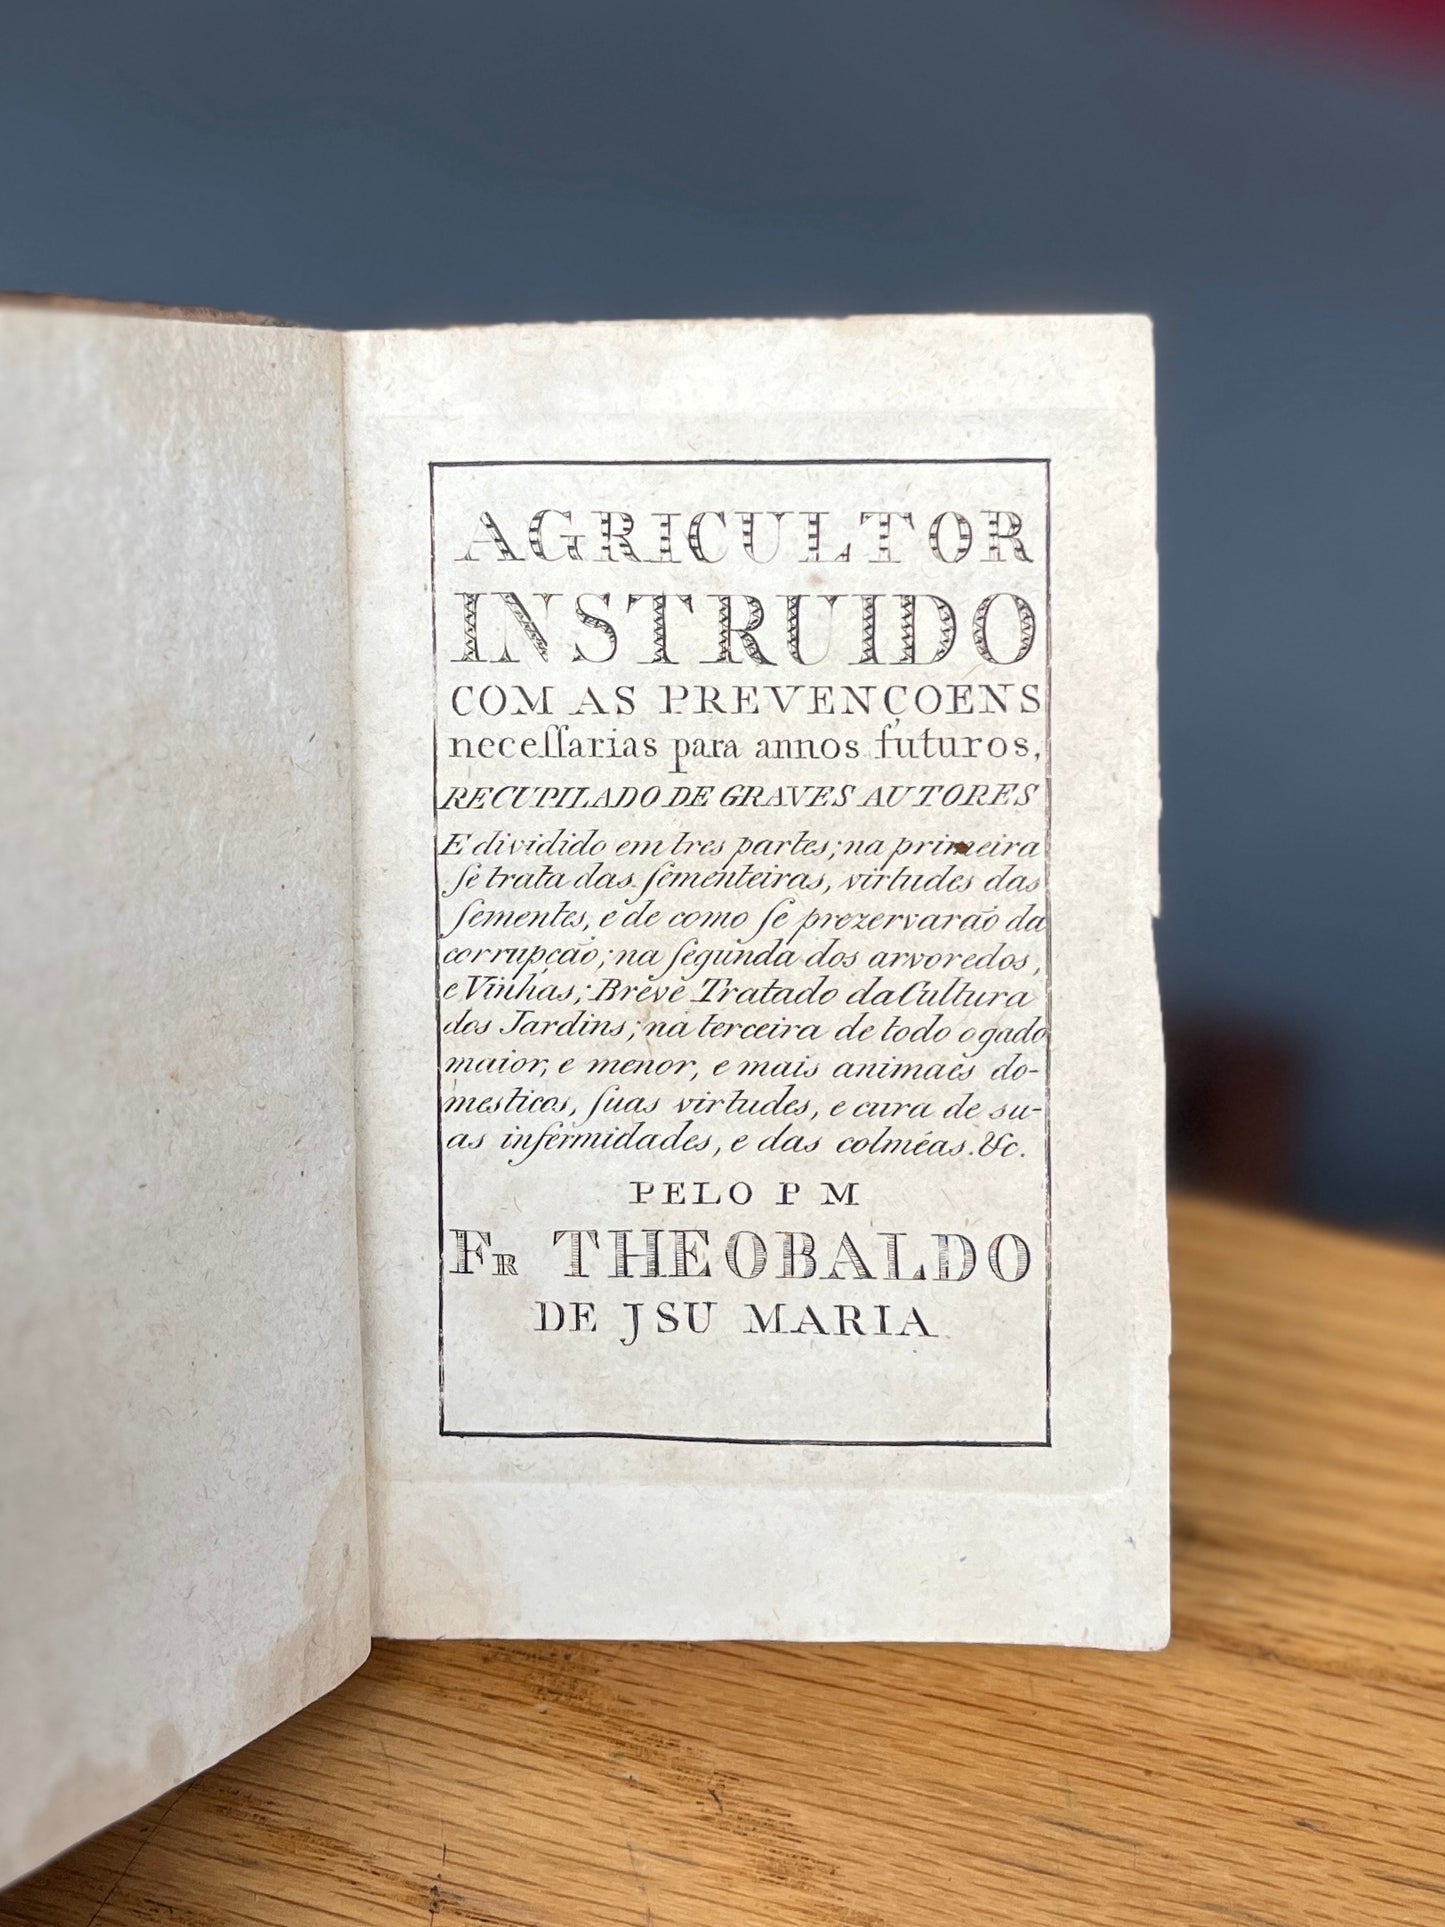 AGRICULTOR
INSTRUIDO
COM AS PREVENÇOENS
neceſſarias para annos futuros,
RECUPILADO DE GRAVES AUTORES
E dividido em tres partes; na primeira
ſe trata das ſementeiras, virtudes das
ſementes, e de como ſe prezervarão da
corrupção; na ſegunda dos arvoredos,
e Vinhas; Breve Tratado da Cultura
dos Jardins; na terceira de todo o gado
maior, e menor, e mais animaes do-
mesticos, ſuas virtudes, e cura de su-
as infermidades, e das colméas. &c.
PELO P M
FR THEOBALDO
DE JSU MARIA